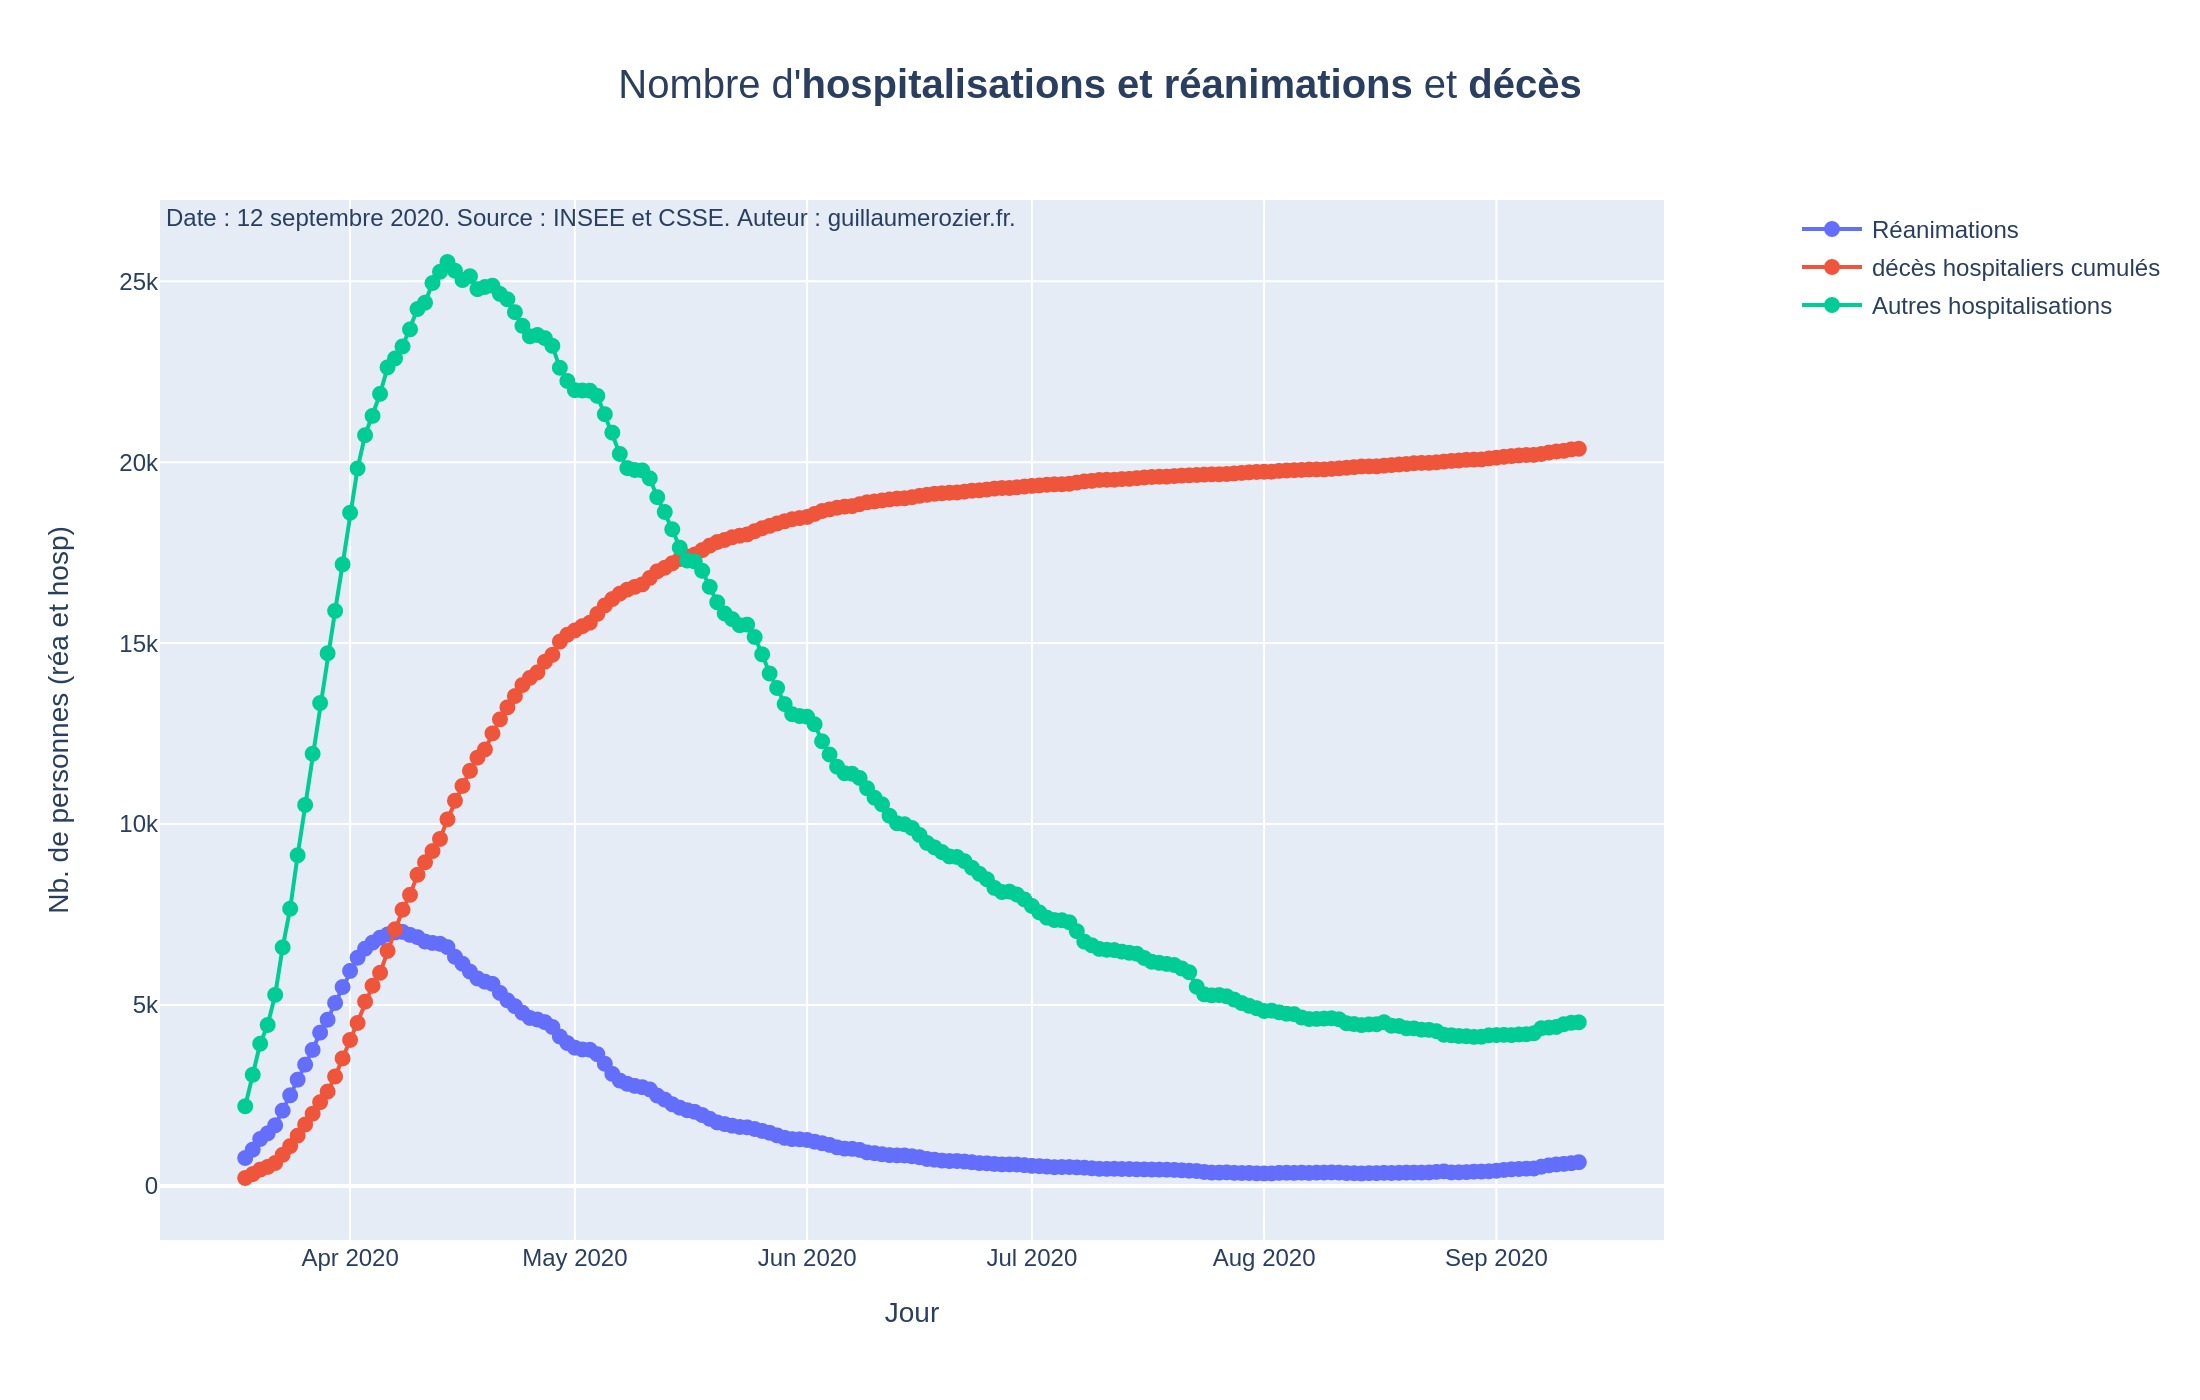 Nombre d'hospitalisations et réanimations et décès
Date : 12 septembre 2020. Source : INSEE et CSSE. Auteur : guillaumerozier.fr.
Réanimations
décès hospitaliers cumulés
Autres hospitalisations
Nb. de personnes (réa et hosp)
25k
20k
15k
10k
5k
0
Apr 2020 May 2020 Jun 2020 Jul 2020 Aug 2020 Sep 2020
Jour